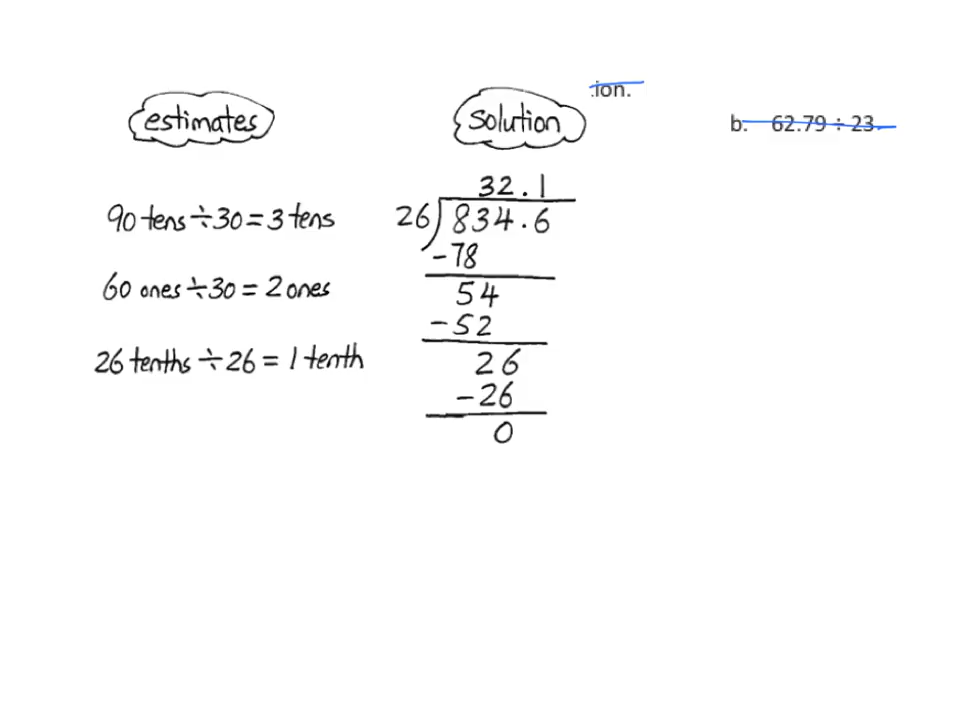 .ion.
estimates
solution
b. 62.79 ÷ 23.
32.1
90 tens ÷30 = 3 tens
26 834.6
-78
60 ones ÷30 = 2 ones
54
-52
26 tenths ÷26 = 1 tenth
26
-26
0